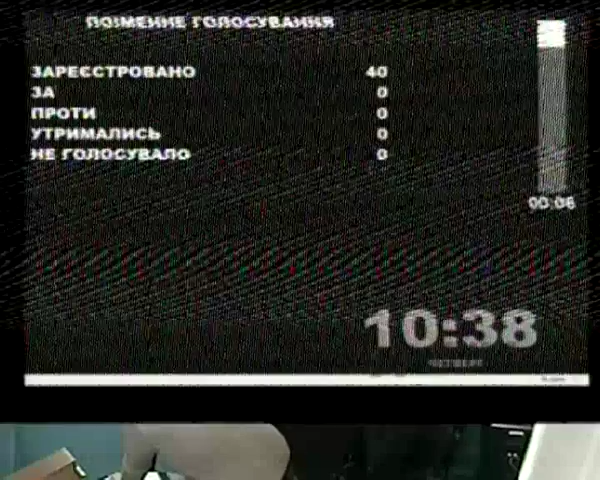 ПОІМЕННЕ ГОЛОСУВАННЯ
ЗАРЕЄСТРОВАНО 40
ЗА 0
ПРОТИ 0
УТРИМАЛИСЬ 0
НЕ ГОЛОСУВАЛО 0
00:06
10:38
ЧЕТВЕР